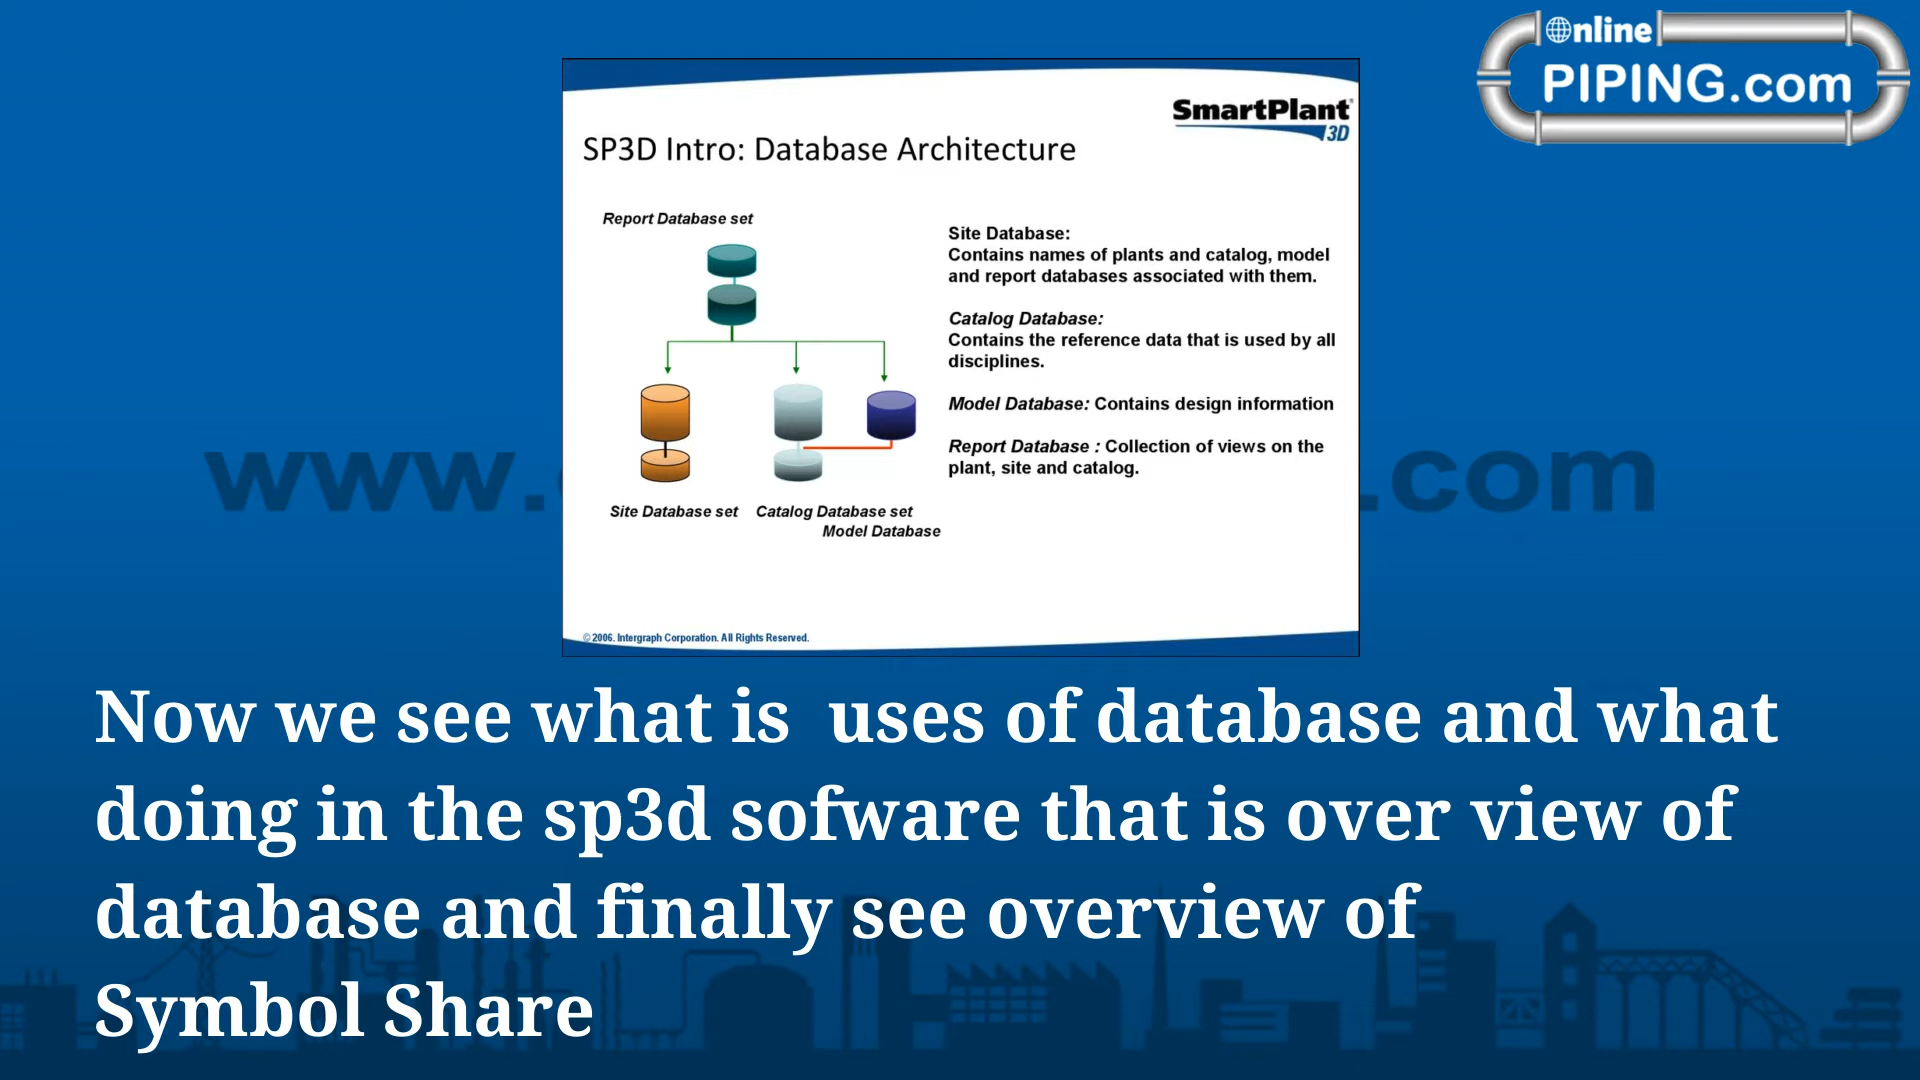 Online
PIPING.com
SmartPlant
3D
SP3D Intro: Database Architecture
Report Database set
Site Database set
Catalog Database set
Model Database
Site Database:
Contains names of plants and catalog, model
and report databases associated with them.
Catalog Database:
Contains the reference data that is used by all
disciplines.
Model Database: Contains design information
Report Database : Collection of views on the
plant, site and catalog.
© 2006. Intergraph Corporation. All Rights Reserved.
www. .com
Now we see what is  uses of database and what
doing in the sp3d sofware that is over view of
database and finally see overview of
Symbol Share